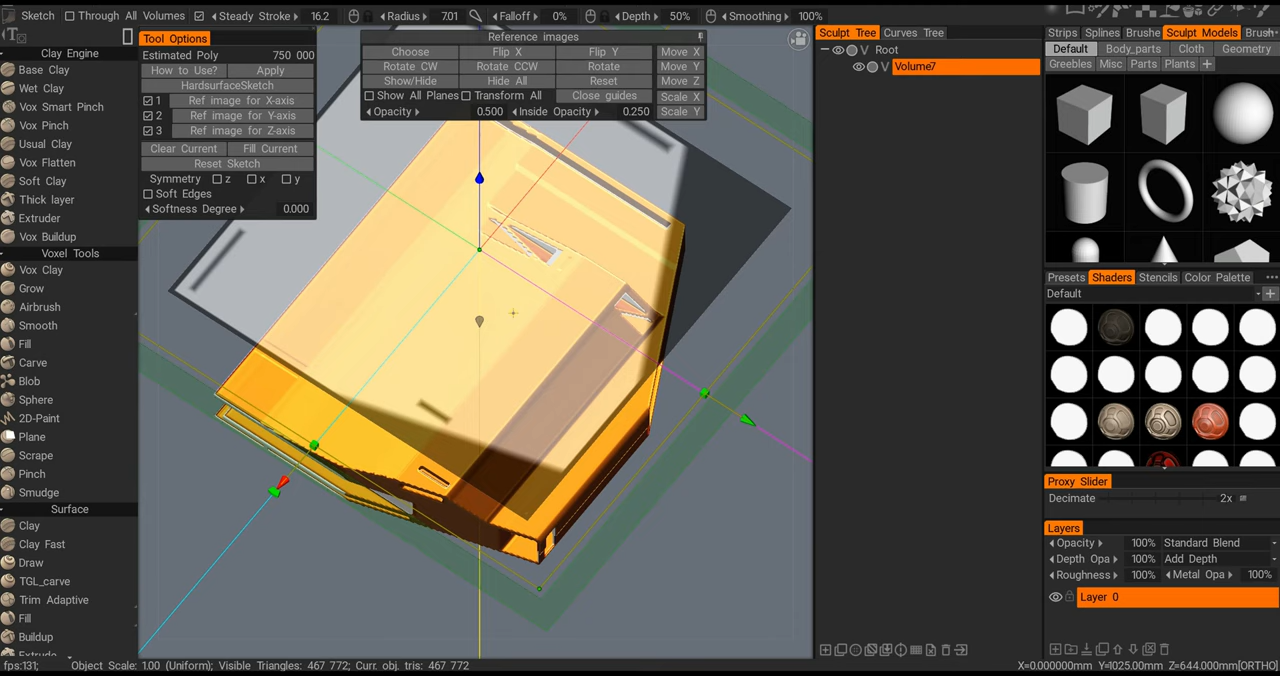 Sketch Through All Volumes Steady Stroke 16.2 Radius 7.01 Falloff 0% Depth 50% Smoothing 100%
Clay Engine
Base Clay
Wet Clay
Vox Smart Pinch
Vox Pinch
Usual Clay
Vox Flatten
Soft Clay
Thick layer
Extruder
Vox Buildup
Voxel Tools
Vox Clay
Grow
Airbrush
Smooth
Fill
Carve
Blob
Sphere
2D-Paint
Plane
Scrape
Pinch
Smudge
Surface
Clay
Clay Fast
Draw
TGL_carve
Trim Adaptive
Fill
Buildup
Tool Options
Estimated Poly 750 000
How to Use? Apply
HardsurfaceSketch
1 Ref image for X-axis
2 Ref image for Y-axis
3 Ref image for Z-axis
Clear Current Fill Current
Reset Sketch
Symmetry z x y
Soft Edges
Softness Degree 0.000
Reference images
Choose Flip X Flip Y Move X
Rotate CW Rotate CCW Rotate Move Y
Show/Hide Hide All Reset Move Z
Show All Planes Transform All Close guides Scale X
Opacity 0.500 Inside Opacity 0.250 Scale Y
Sculpt Tree Curves Tree
Root
V Volume7
Strips Splines Brushe Sculpt Models Brush
Default Body_parts Cloth Geometry
Greebles Misc Parts Plants +
Presets Shaders Stencils Color Palette
Default
Proxy Slider
Decimate 2x
Layers
Opacity 100% Standard Blend
Depth Opa 100% Add Depth
Roughness 100% Metal Opa 100%
Layer 0
fps:131; Object Scale: 1.00 (Uniform); Visible Triangles: 467 772; Curr. obj. tris: 467 772
X=0.000000mm Y=1025.00mm Z=644.000mm[ORTHO]